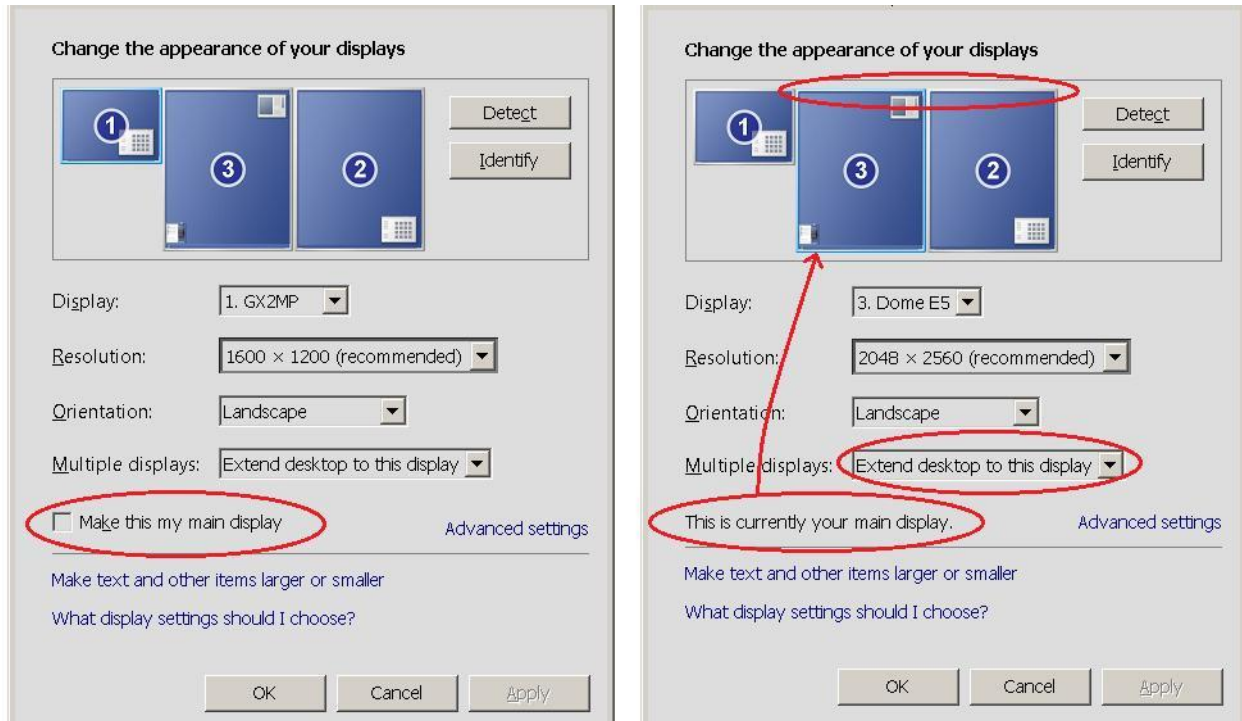 Change the appearance of your displays
1
3
2
Detect
Identify
Display:
1. GX2MP
Resolution:
1600 × 1200 (recommended)
Orientation:
Landscape
Multiple displays:
Extend desktop to this display
Make this my main display
Advanced settings
Make text and other items larger or smaller
What display settings should I choose?
OK
Cancel
Apply
Change the appearance of your displays
1
3
2
Detect
Identify
Display:
3. Dome E5
Resolution:
2048 × 2560 (recommended)
Orientation:
Landscape
Multiple displays:
Extend desktop to this display
This is currently your main display.
Advanced settings
Make text and other items larger or smaller
What display settings should I choose?
OK
Cancel
Apply